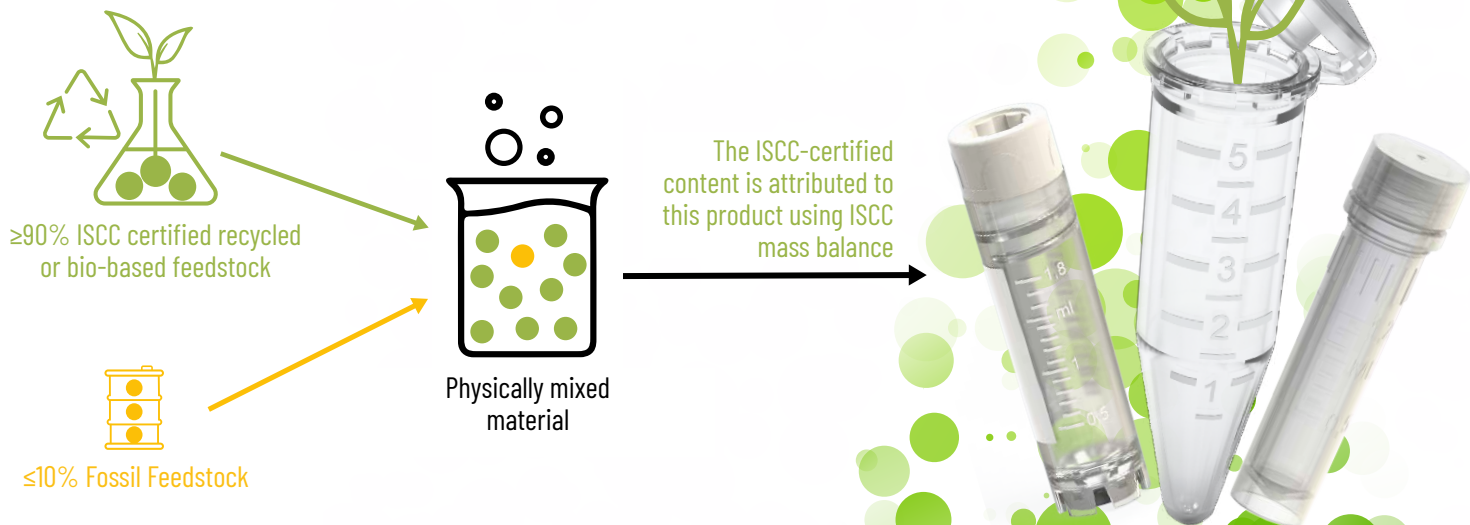 ≥90% ISCC certified recycled
or bio-based feedstock
≤10% Fossil Feedstock
Physically mixed
material
The ISCC-certified
content is attributed to
this product using ISCC
mass balance
1,8
ml
1
0,5
5
4
3
2
1